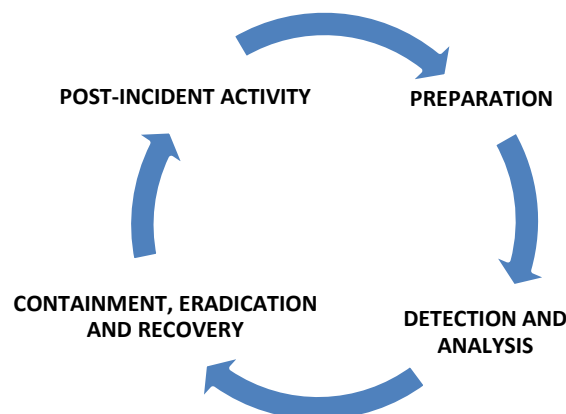 POST-INCIDENT ACTIVITY
PREPARATION
CONTAINMENT, ERADICATION
AND RECOVERY
DETECTION AND
ANALYSIS